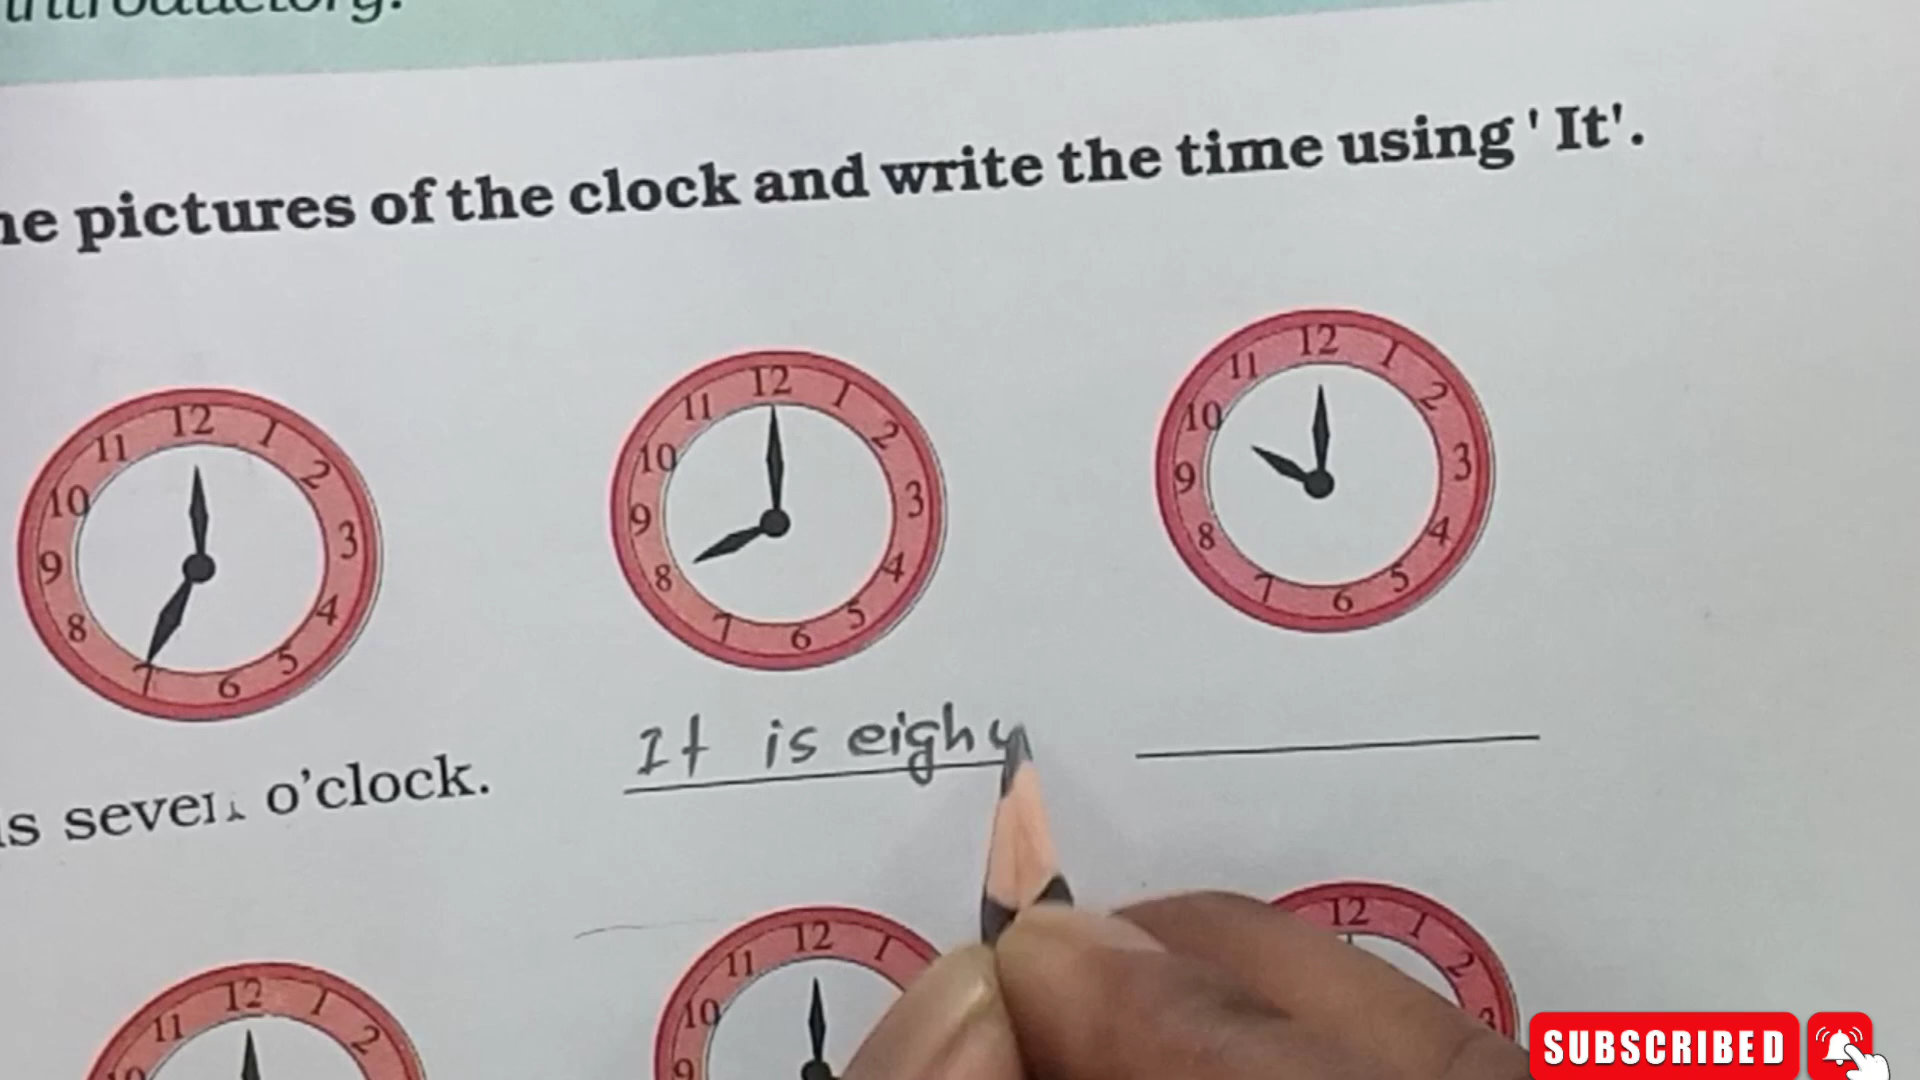 introductory.
he pictures of the clock and write the time using ' It'.
12 1 2 3 4 5 6 7 8 9 10 11
12 1 2 3 4 5 6 7 8 9 10 11
12 1 2 3 4 5 6 7 8 9 10 11
is seven o'clock.
It is eigh
12 1 2 10 11
12 1 9 10 11
12 1 2 3
SUBSCRIBED